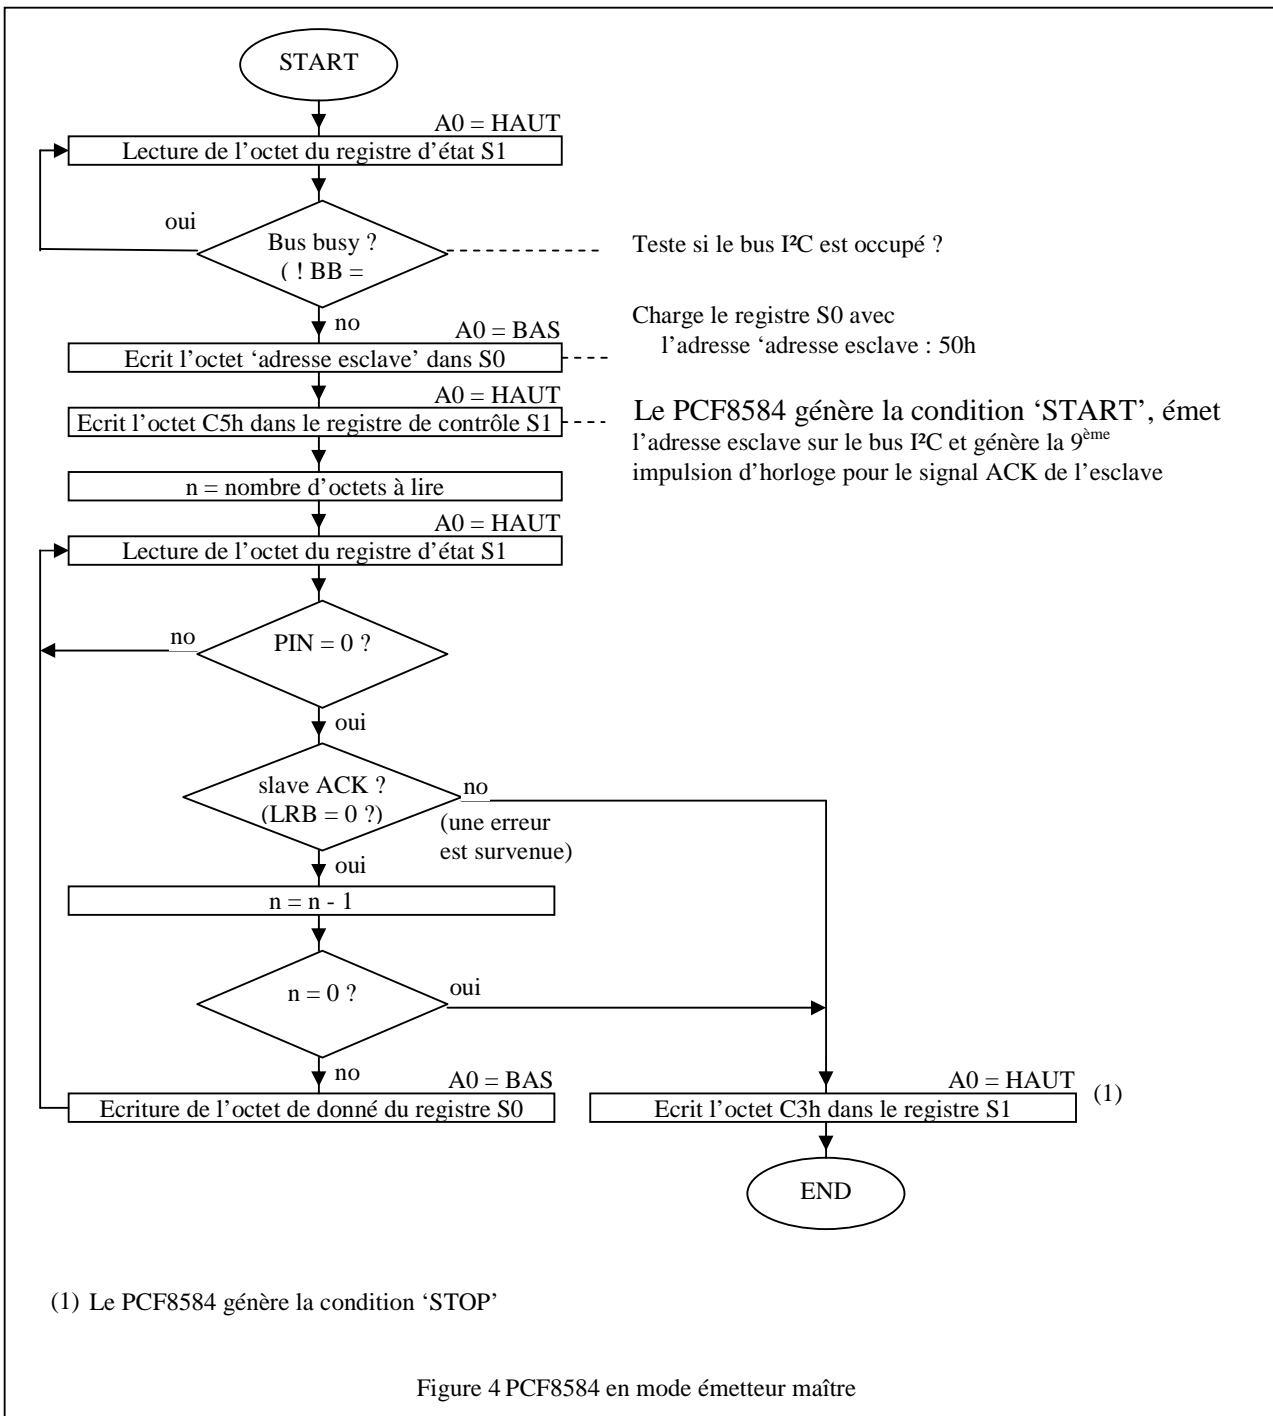 START
A0 = HAUT
Lecture de l’octet du registre d’état S1
oui
Bus busy ?
( ! BB =
Teste si le bus I²C est occupé ?
no
A0 = BAS
Charge le registre S0 avec
l’adresse ‘adresse esclave : 50h
Ecrit l’octet ‘adresse esclave’ dans S0
A0 = HAUT
Ecrit l’octet C5h dans le registre de contrôle S1
Le PCF8584 génère la condition ‘START’, émet
l’adresse esclave sur le bus I²C et génère la 9ème
impulsion d’horloge pour le signal ACK de l’esclave
n = nombre d’octets à lire
A0 = HAUT
Lecture de l’octet du registre d’état S1
no
PIN = 0 ?
oui
slave ACK ?
(LRB = 0 ?)
no
(une erreur
est survenue)
oui
n = n - 1
n = 0 ?
oui
no
A0 = BAS
Ecriture de l’octet de donné du registre S0
A0 = HAUT
Ecrit l’octet C3h dans le registre S1
(1)
END
(1) Le PCF8584 génère la condition ‘STOP’
Figure 4 PCF8584 en mode émetteur maître